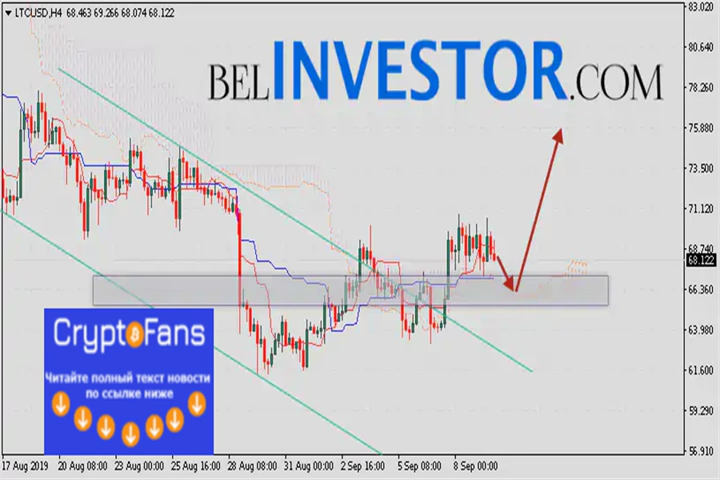 LTCUSD,H4 68.463 69.266 68.074 68.122
BELINVESTOR.COM
83.020
80.640
78.260
75.880
73.500
71.120
68.740
68.122
66.360
63.980
61.600
59.290
56.910
CryptoFans
Читайте полный текст новости
по ссылке ниже
17 Aug 2019 20 Aug 08:00 23 Aug 00:00 25 Aug 16:00 28 Aug 08:00 31 Aug 00:00 2 Sep 16:00 5 Sep 08:00 8 Sep 00:00